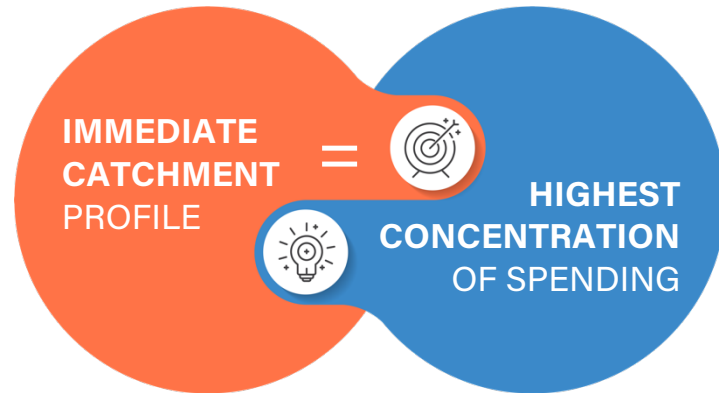 IMMEDIATE
CATCHMENT
PROFILE
=
HIGHEST
CONCENTRATION
OF SPENDING